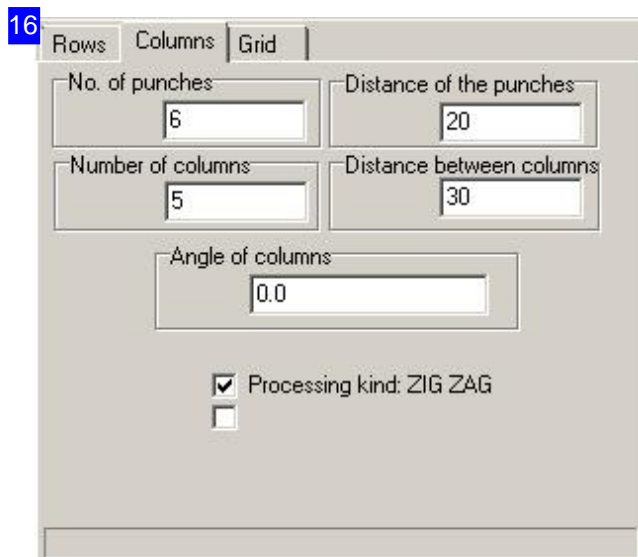 16
Rows Columns Grid
No. of punches Distance of the punches
6 20
Number of columns Distance between columns
5 30
Angle of columns
0.0
Processing kind: ZIG ZAG